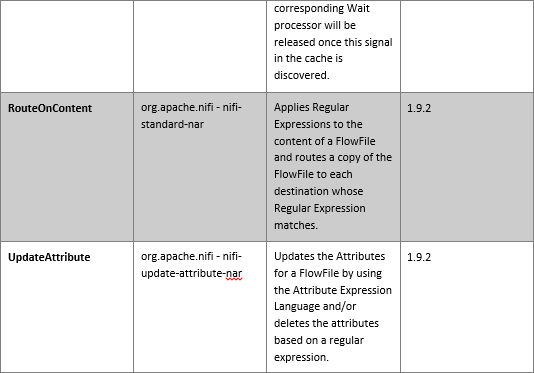 corresponding Wait
processor will be
released once this signal
in the cache is
discovered.
RouteOnContent
org.apache.nifi - nifi-
standard-nar
Applies Regular
Expressions to the
content of a FlowFile
and routes a copy of the
FlowFile to each
destination whose
Regular Expression
matches.
1.9.2
UpdateAttribute
org.apache.nifi - nifi-
update-attribute-nar
Updates the Attributes
for a FlowFile by using
the Attribute Expression
Language and/or
deletes the attributes
based on a regular
expression.
1.9.2